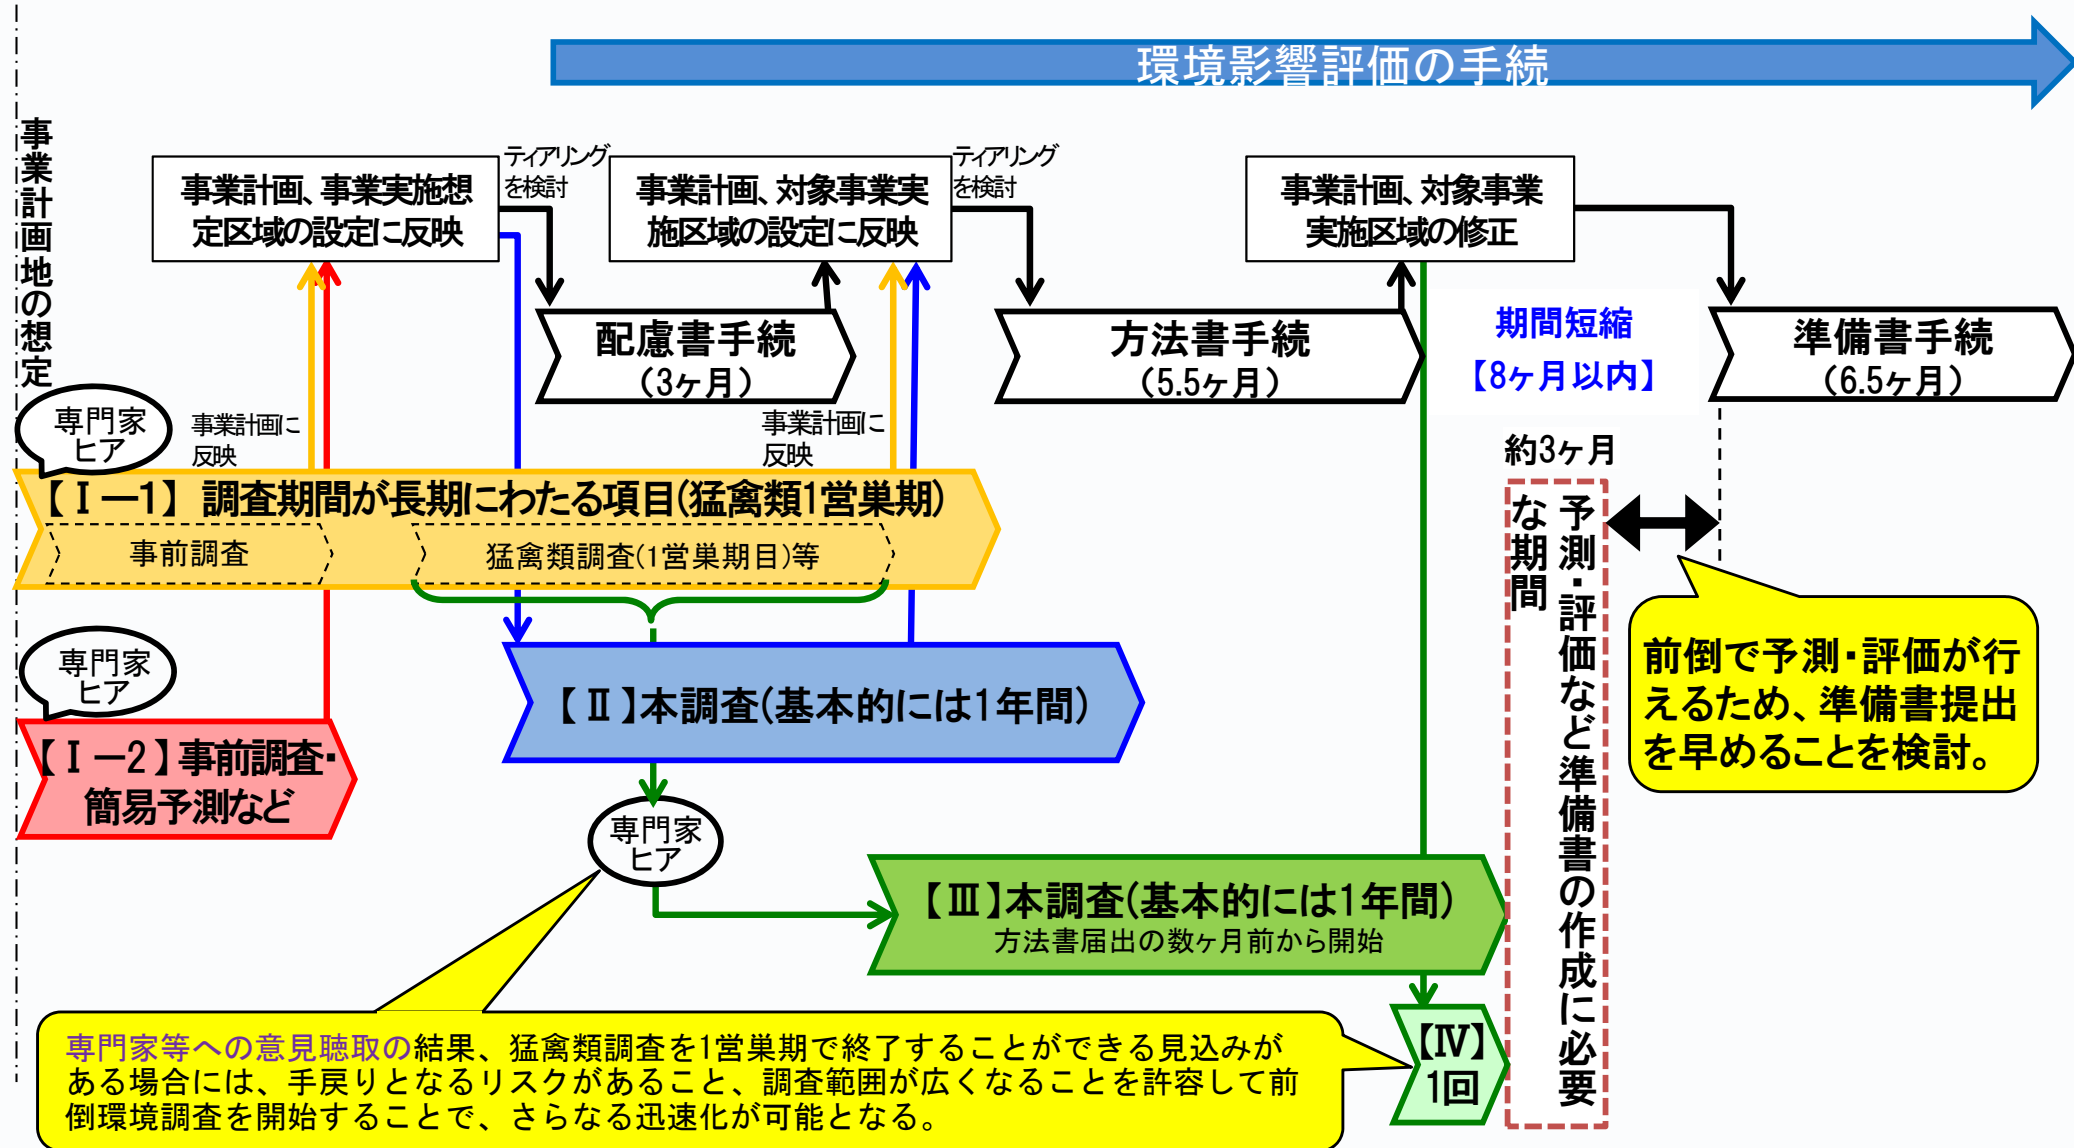 環境影響評価の手続
事業計画地の想定
事業計画、事業実施想
定区域の設定に反映
ティアリング
を検討
事業計画、対象事業実
施区域の設定に反映
ティアリング
を検討
事業計画、対象事業
実施区域の修正
配慮書手続
(3ヶ月)
方法書手続
(5.5ヶ月)
期間短縮
【8ヶ月以内】
準備書手続
(6.5ヶ月)
専門家
ヒア
事業計画に
反映
事業計画に
反映
約3ヶ月
【Ⅰー1】 調査期間が長期にわたる項目(猛禽類1営巣期)
事前調査
猛禽類調査(1営巣期目)等
予測・評価など準備書の作成に必要
な期間
専門家
ヒア
【Ⅱ】本調査(基本的には1年間)
前倒で予測・評価が行
えるため、準備書提出
を早めることを検討。
【Ⅰー2】事前調査・
簡易予測など
専門家
ヒア
【Ⅲ】本調査(基本的には1年間)
方法書届出の数ヶ月前から開始
【Ⅳ】
1回
専門家等への意見聴取の結果、猛禽類調査を1営巣期で終了することができる見込みが
ある場合には、手戻りとなるリスクがあること、調査範囲が広くなることを許容して前
倒環境調査を開始することで、さらなる迅速化が可能となる。